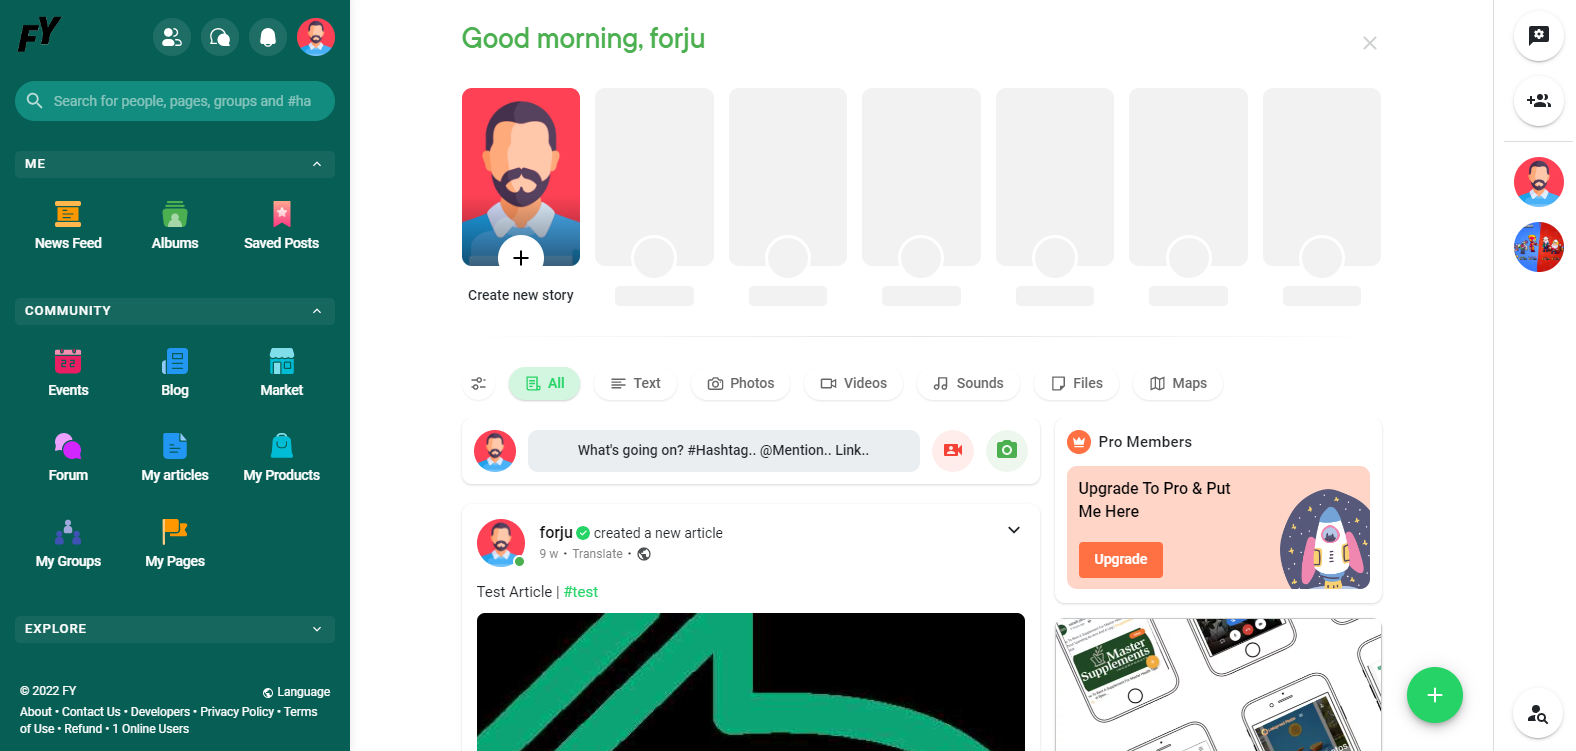 FY
Search for people, pages, groups and #ha
ME
News Feed
Albums
Saved Posts
COMMUNITY
22
Events
Blog
Market
Forum
My articles
My Products
My Groups
My Pages
EXPLORE
© 2022 FY
Language
About • Contact Us • Developers • Privacy Policy • Terms
of Use • Refund • 1 Online Users
Good morning, forju
Create new story
All
Text
Photos
Videos
Sounds
Files
Maps
What's going on? #Hashtag.. @Mention.. Link..
forju created a new article
9 w • Translate •
Test Article | #test
Pro Members
Upgrade To Pro & Put
Me Here
Upgrade
Master
Supplements